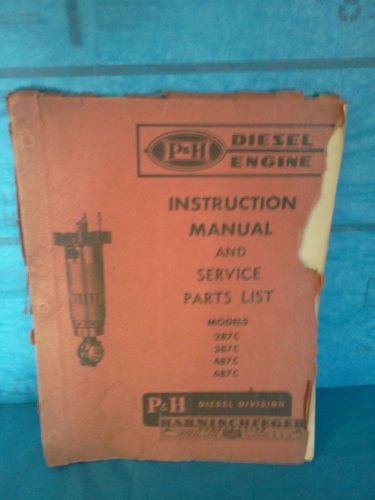 P&H
DIESEL
ENGINE
INSTRUCTION
MANUAL
AND
SERVICE
PARTS LIST
MODELS
287C
387C
487C
687C
P&H DIESEL DIVISION
HARNISCHFEGER